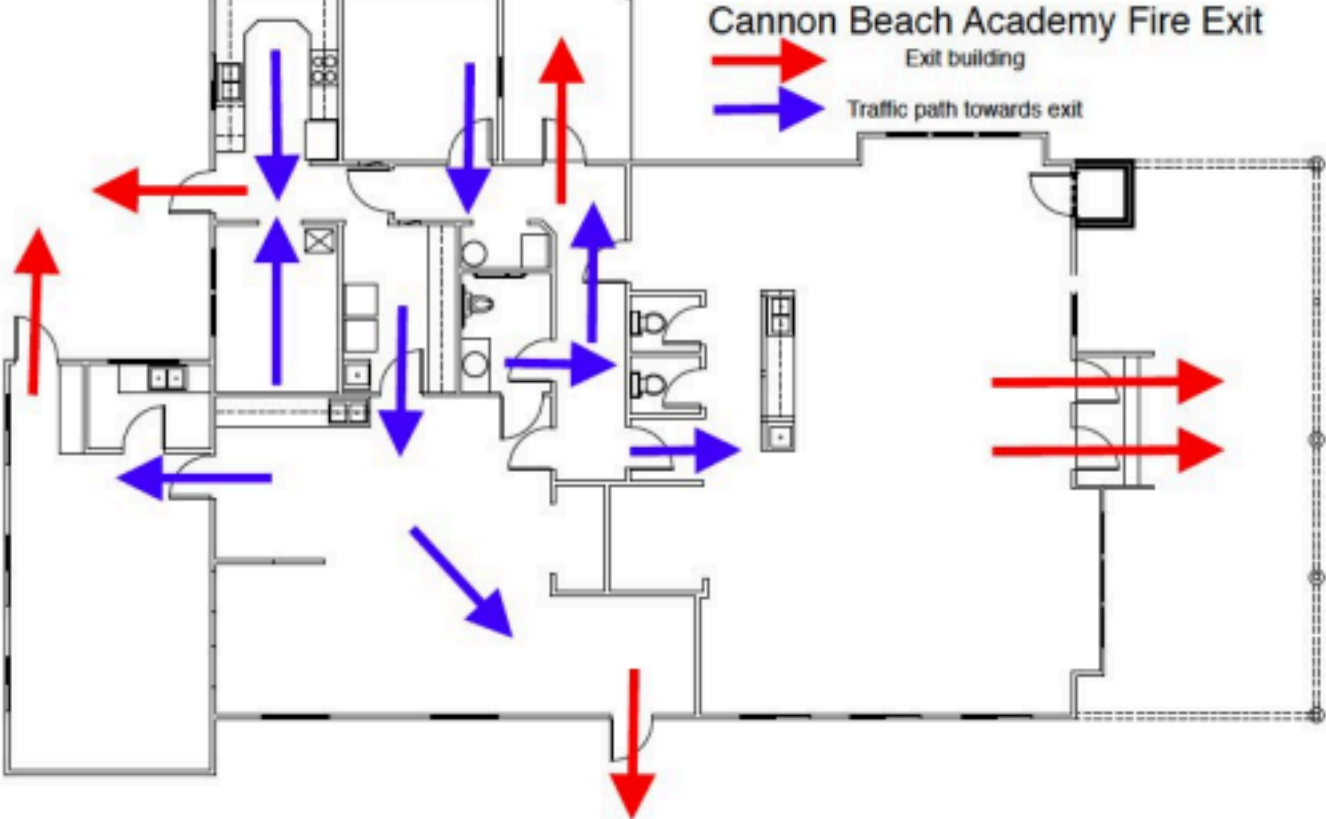 Cannon Beach Academy Fire Exit
Exit building
Traffic path towards exit